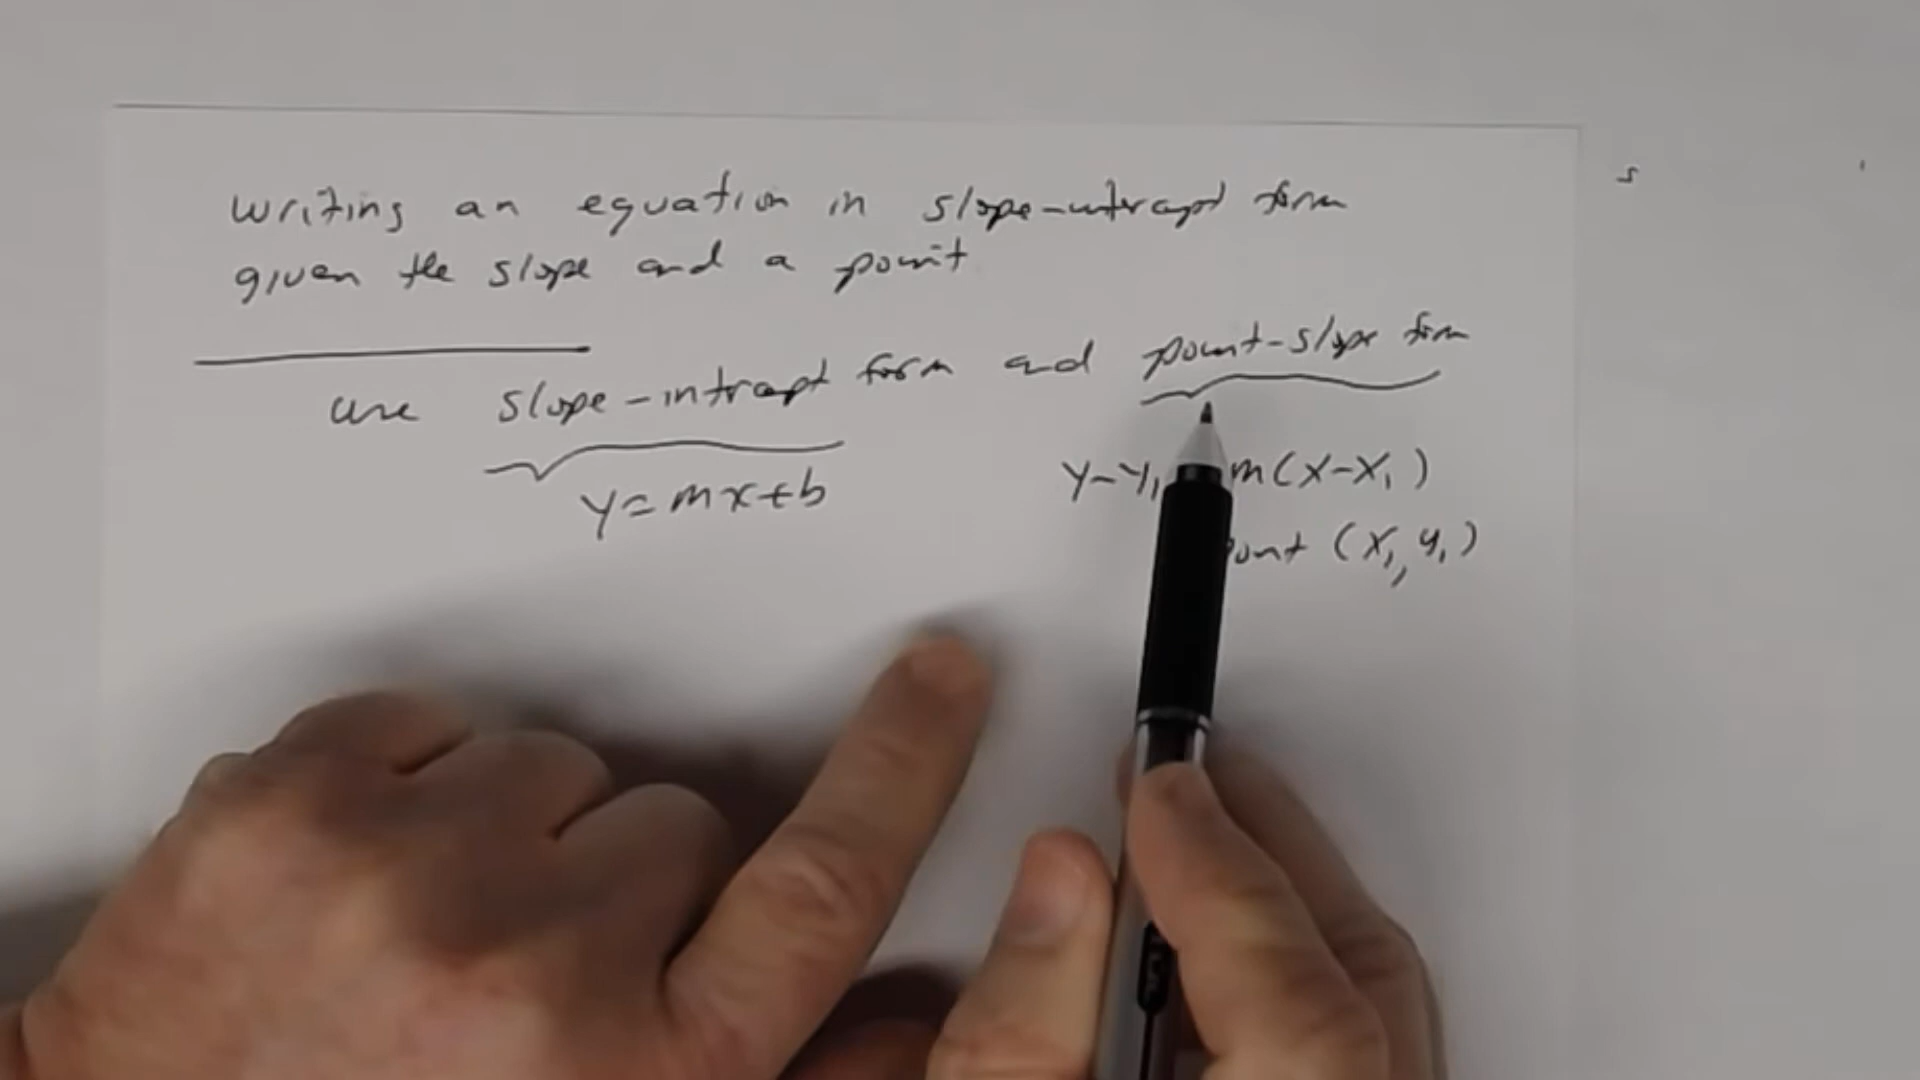 Writing an equation in slope-intercept form
given the slope and a point
use slope-intercept form and point-slope form
y=mx+b
y-y₁ m(x-x₁)
(x₁, y₁)